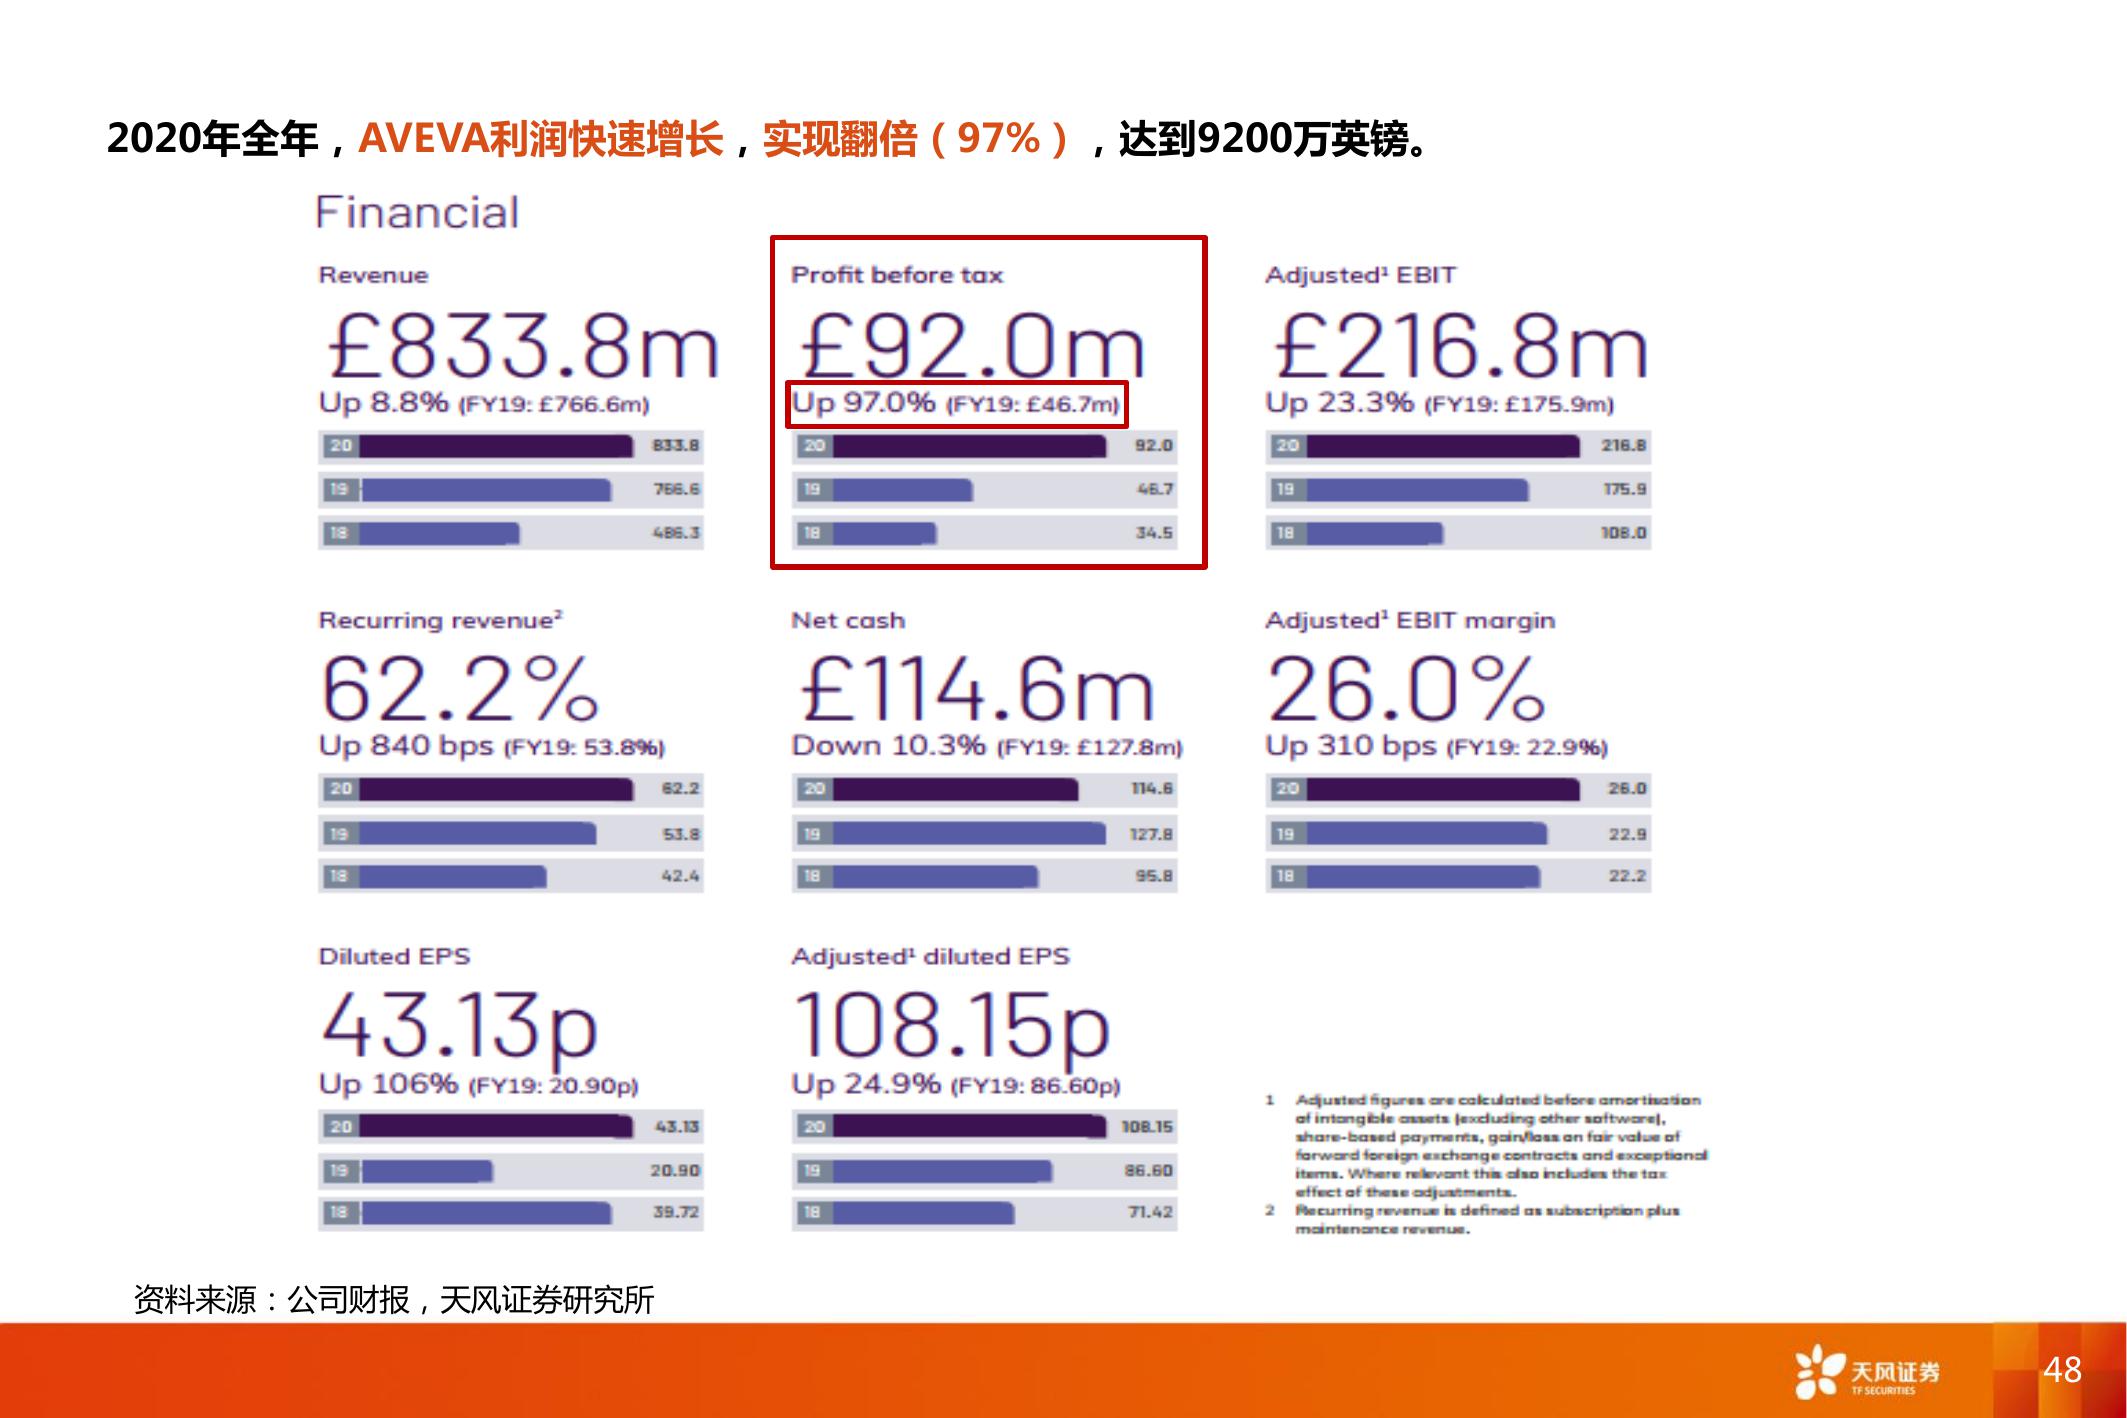 2020年全年，AVEVA利润快速增长，实现翻倍（97%），达到9200万英镑。
Financial
Revenue
£833.8m
Up 8.8% (FY19: £766.6m)
20 833.8
19 766.6
18 486.3
Profit before tax
£92.0m
Up 97.0% (FY19: £46.7m)
20 92.0
19 46.7
18 34.5
Adjusted¹ EBIT
£216.8m
Up 23.3% (FY19: £175.9m)
20 216.8
19 175.9
18 108.0
Recurring revenue²
62.2%
Up 840 bps (FY19: 53.8%)
20 62.2
19 53.8
18 42.4
Net cash
£114.6m
Down 10.3% (FY19: £127.8m)
20 114.6
19 127.8
18 95.8
Adjusted¹ EBIT margin
26.0%
Up 310 bps (FY19: 22.9%)
20 26.0
19 22.9
18 22.2
Diluted EPS
43.13p
Up 106% (FY19: 20.90p)
20 43.13
19 20.90
18 39.72
Adjusted¹ diluted EPS
108.15p
Up 24.9% (FY19: 86.60p)
20 108.15
19 86.60
18 71.42
1 Adjusted figures are calculated before amortisation
of intangible assets (excluding other software),
share-based payments, gain/loss on fair value of
forward foreign exchange contracts and exceptional
items. Where relevant this also includes the tax
effect of these adjustments.
2 Recurring revenue is defined as subscription plus
maintenance revenue.
资料来源：公司财报，天风证券研究所
天风证券
TF SECURITIES
48